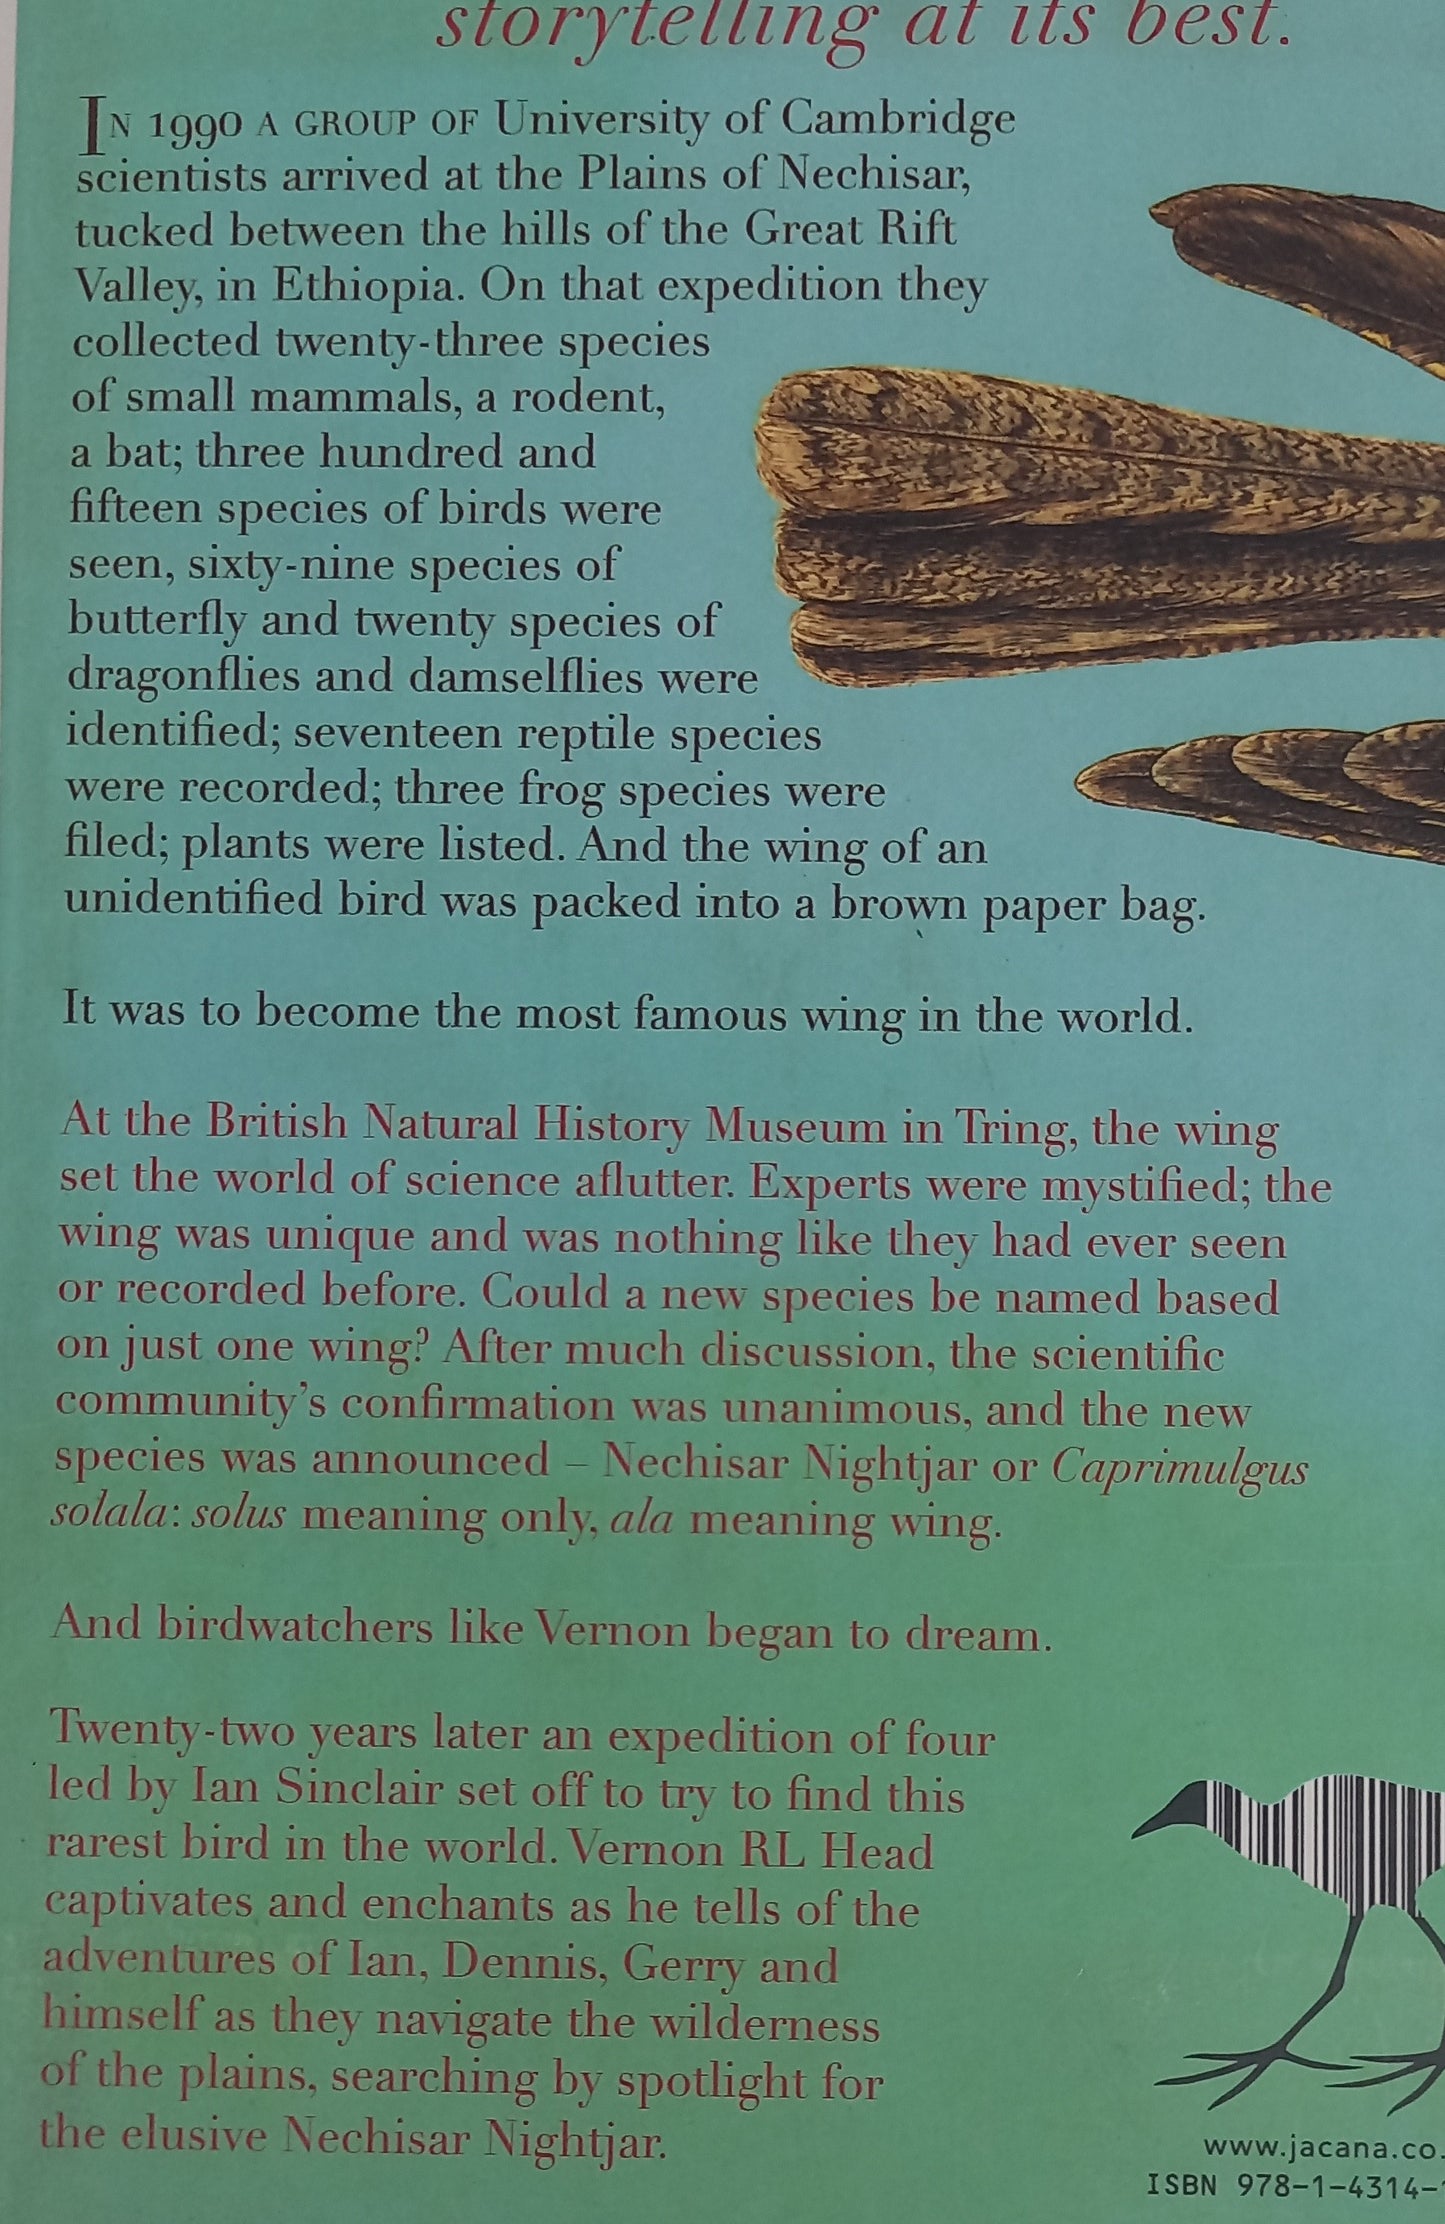 storytelling at its best.
IN 1990 A GROUP OF University of Cambridge
scientists arrived at the Plains of Nechisar,
tucked between the hills of the Great Rift
Valley, in Ethiopia. On that expedition they
collected twenty-three species
of small mammals, a rodent,
a bat; three hundred and
fifteen species of birds were
seen, sixty-nine species of
butterfly and twenty species of
dragonflies and damselflies were
identified; seventeen reptile species
were recorded; three frog species were
filed; plants were listed. And the wing of an
unidentified bird was packed into a brown paper bag.
It was to become the most famous wing in the world.
At the British Natural History Museum in Tring, the wing
set the world of science aflutter. Experts were mystified; the
wing was unique and was nothing like they had ever seen
or recorded before. Could a new species be named based
on just one wing? After much discussion, the scientific
community's confirmation was unanimous, and the new
species was announced – Nechisar Nightjar or Caprimulgus
solala: solus meaning only, ala meaning wing.
And birdwatchers like Vernon began to dream.
Twenty-two years later an expedition of four
led by Ian Sinclair set off to try to find this
rarest bird in the world. Vernon RL Head
captivates and enchants as he tells of the
adventures of Ian, Dennis, Gerry and
himself as they navigate the wilderness
of the plains, searching by spotlight for
the elusive Nechisar Nightjar.
www.jacana.co.
ISBN 978-1-4314-